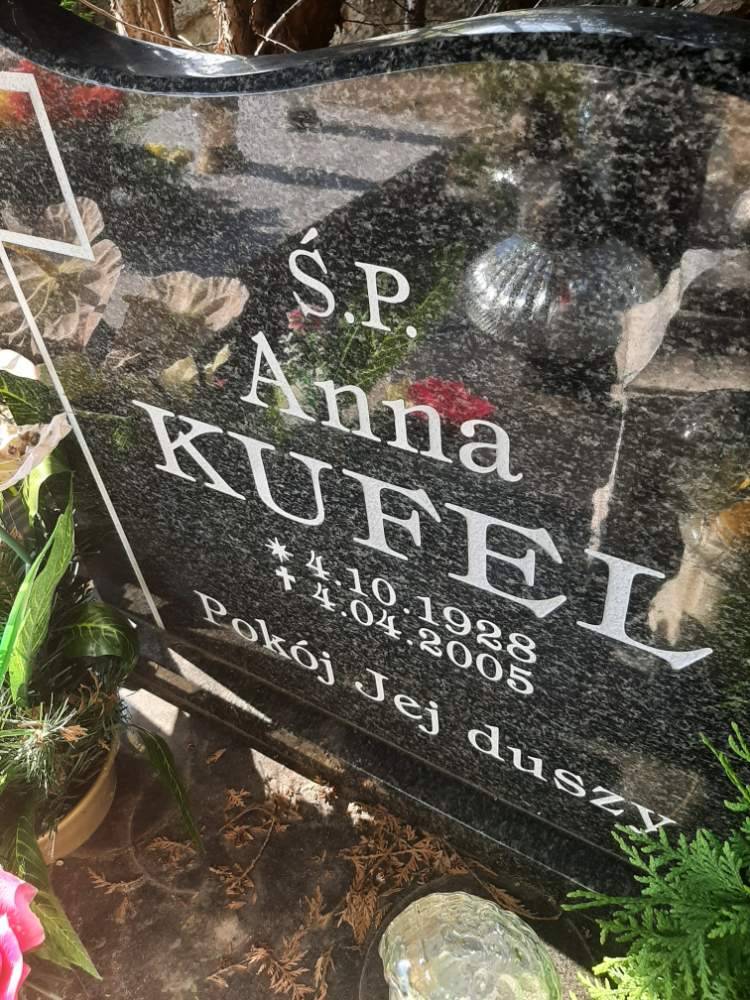 Ś.P.
Anna
KUFEL
* 4.10.1928
✝ 4.04.2005
Pokój Jej duszy